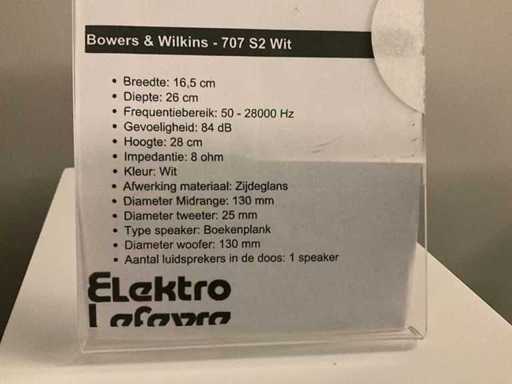 Bowers & Wilkins - 707 S2 Wit
• Breedte: 16,5 cm
• Diepte: 26 cm
• Frequentiebereik: 50 - 28000 Hz
• Gevoeligheid: 84 dB
• Hoogte: 28 cm
• Impedantie: 8 ohm
• Kleur: Wit
• Afwerking materiaal: Zijdeglans
• Diameter Midrange: 130 mm
• Diameter tweeter: 25 mm
• Type speaker: Boekenplank
• Diameter woofer: 130 mm
• Aantal luidsprekers in de doos: 1 speaker
ELektro
Lefevre